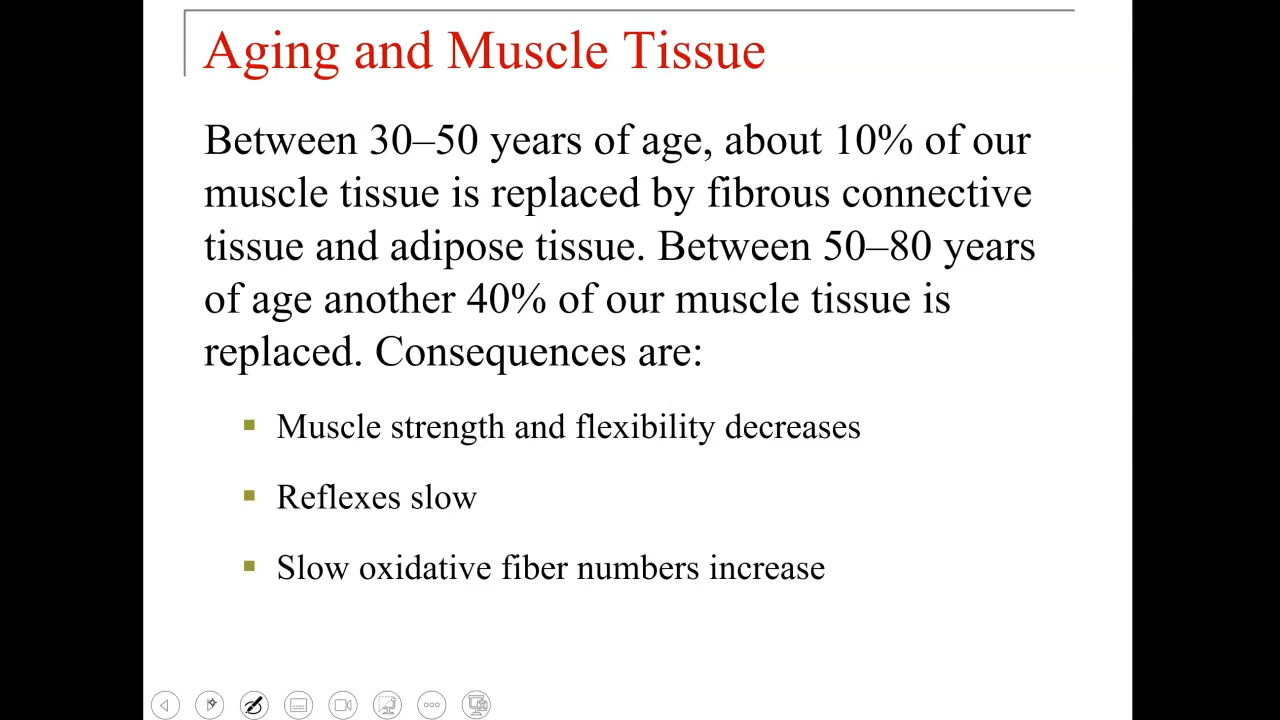 Aging and Muscle Tissue
Between 30–50 years of age, about 10% of our
muscle tissue is replaced by fibrous connective
tissue and adipose tissue. Between 50–80 years
of age another 40% of our muscle tissue is
replaced. Consequences are:
Muscle strength and flexibility decreases
Reflexes slow
Slow oxidative fiber numbers increase